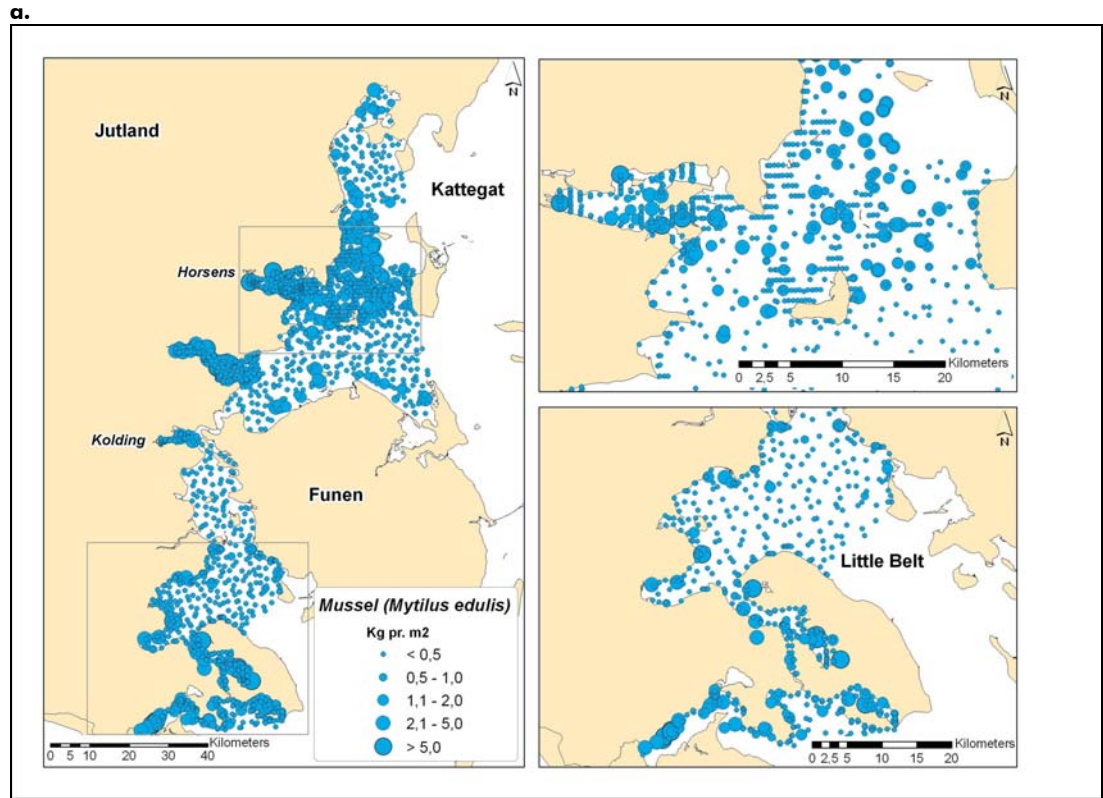 a.
N
Jutland
Kattegat
Horsens
Kolding
Funen
Mussel (Mytilus edulis)
Kg pr. m2
< 0,5
0,5 - 1,0
1,1 - 2,0
2,1 - 5,0
> 5,0
Kilometers
0 5 10 20 30 40
N
Kilometers
0 2,5 5 10 15 20
N
Little Belt
Kilometers
0 2,5 5 10 15 20